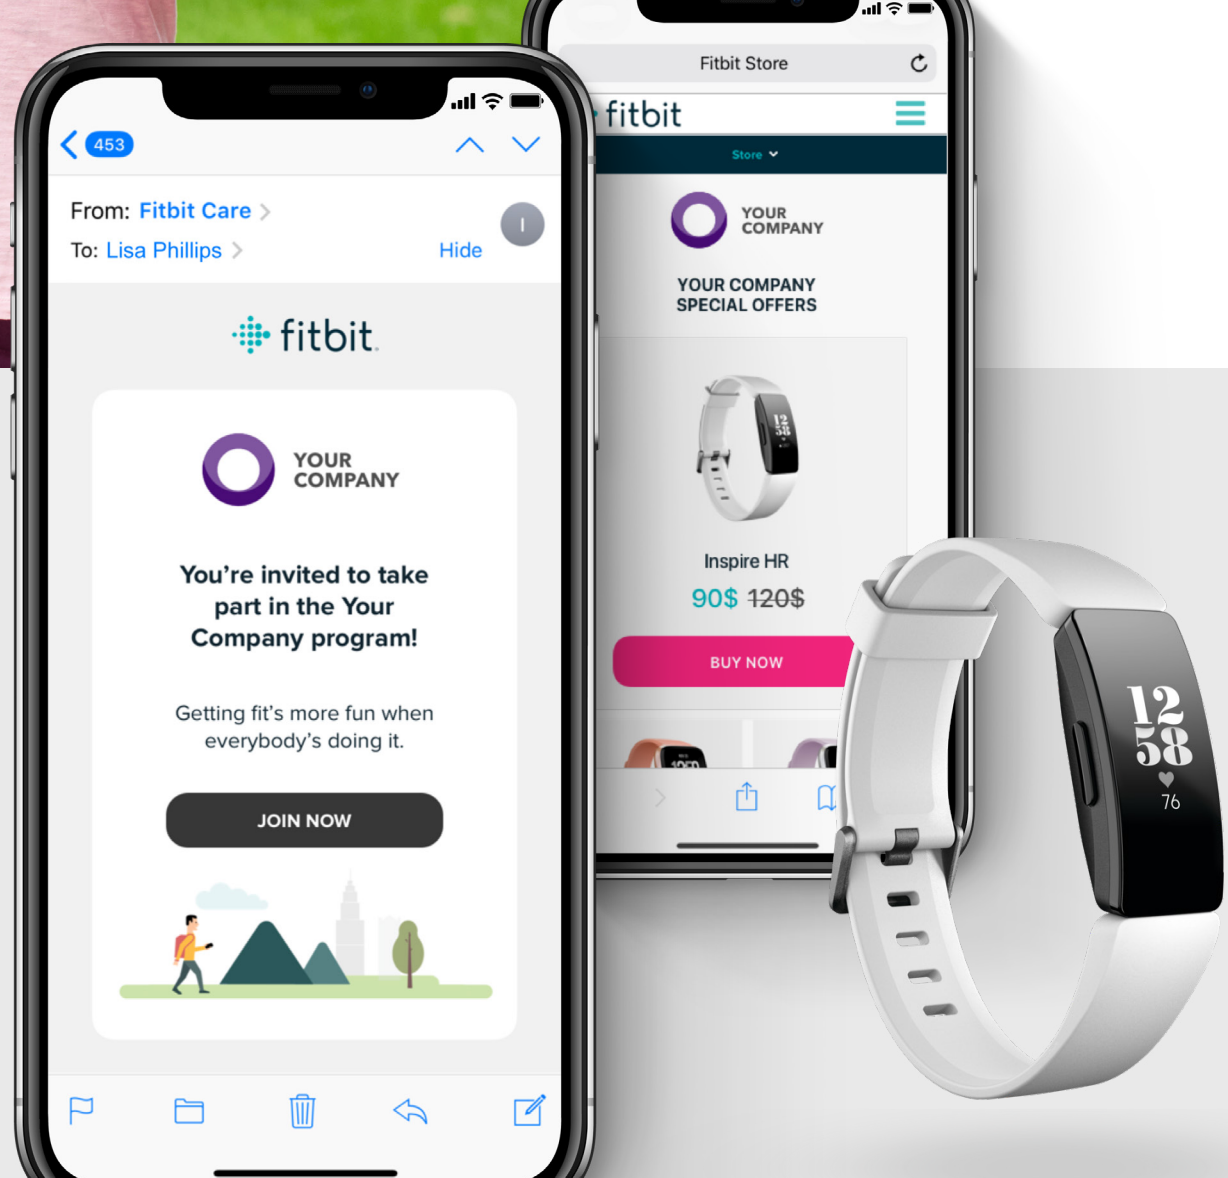 453
From: Fitbit Care
To: Lisa Phillips
Hide
I
fitbit
YOUR
COMPANY
You're invited to take
part in the Your
Company program!
Getting fit's more fun when
everybody's doing it.
JOIN NOW
Fitbit Store
fitbit
Store
YOUR
COMPANY
YOUR COMPANY
SPECIAL OFFERS
12
58
Inspire HR
90$ 120$
BUY NOW
12
58
76